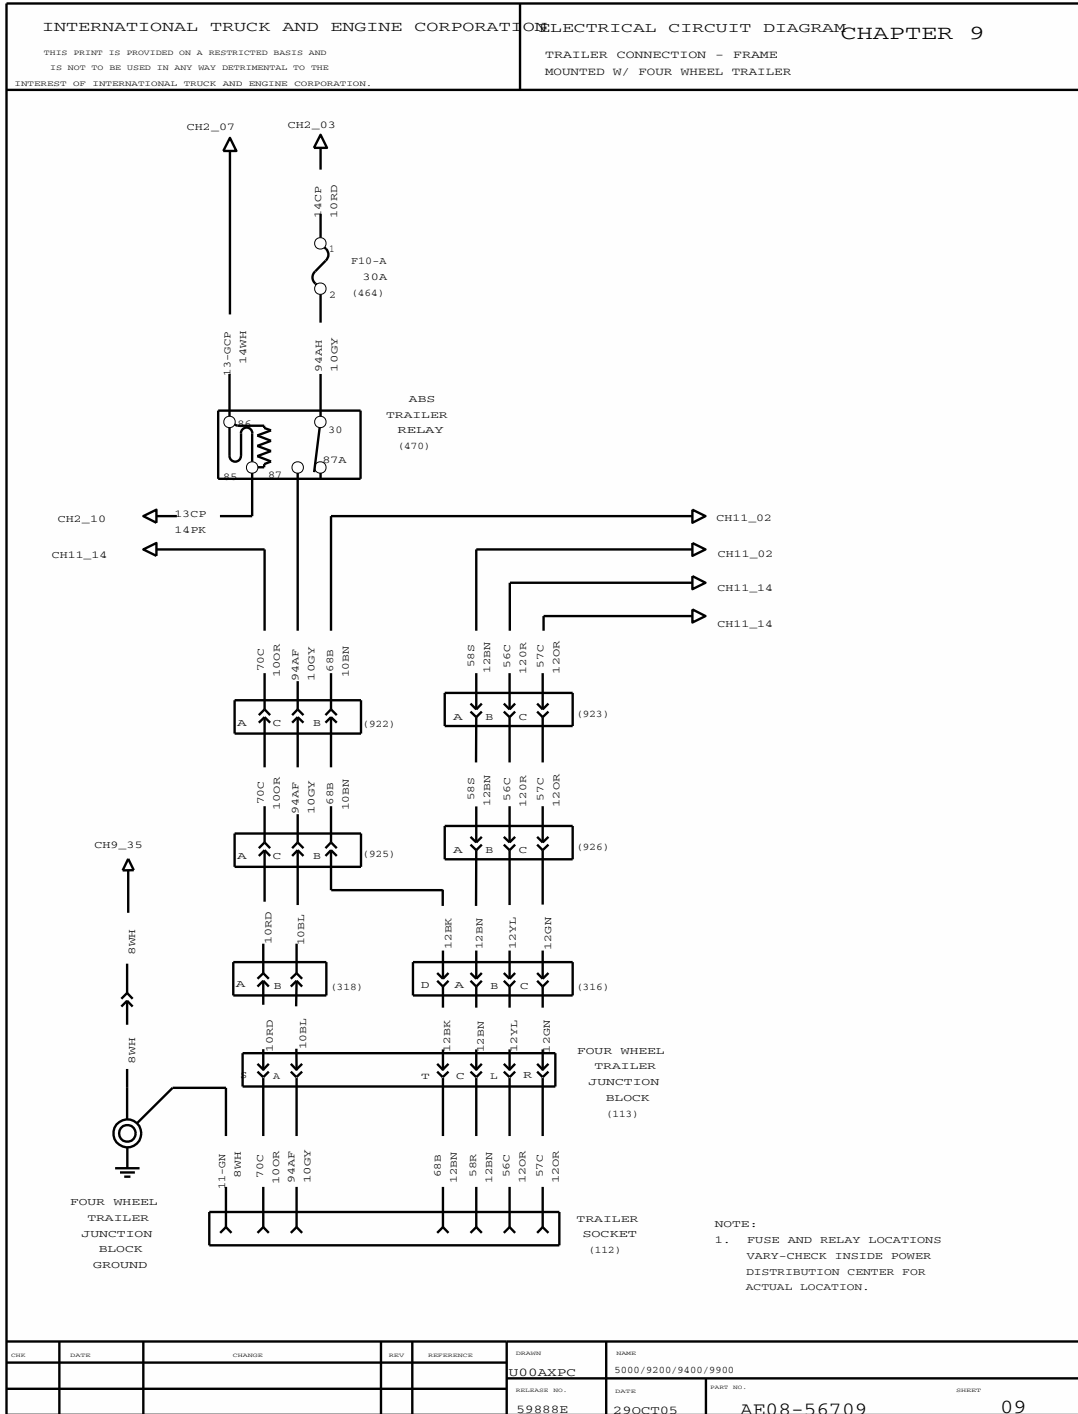 INTERNATIONAL TRUCK AND ENGINE CORPORATION
THIS PRINT IS PROVIDED ON A RESTRICTED BASIS AND
IS NOT TO BE USED IN ANY WAY DETRIMENTAL TO THE
INTEREST OF INTERNATIONAL TRUCK AND ENGINE CORPORATION.
ELECTRICAL CIRCUIT DIAGRAM
TRAILER CONNECTION - FRAME
MOUNTED W/ FOUR WHEEL TRAILER
CHAPTER 9
CH2_07
CH2_03
14CP
10RD
1
F10-A
30A
(464)
2
13-GCP
14WH
94AH
10GY
ABS
TRAILER
RELAY
(470)
86
30
87A
85
87
CH2_10
13CP
14PK
CH11_14
CH11_02
CH11_02
CH11_14
CH11_14
70C
10OR
94AF
10GY
68B
10BN
58S
12BN
56C
12OR
57C
12OR
A
C
B
(922)
A
B
C
(923)
70C
10OR
94AF
10GY
68B
10BN
58S
12BN
56C
12OR
57C
12OR
A
C
B
(925)
A
B
C
(926)
CH9_35
8WH
10RD
10BL
12BK
12BN
12YL
12GN
A
B
(318)
D
A
B
C
(316)
8WH
10RD
10BL
12BK
12BN
12YL
12GN
S
A
T
C
L
R
FOUR WHEEL
TRAILER
JUNCTION
BLOCK
(113)
11-GN
8WH
70C
10OR
94AF
10GY
68B
12BN
58R
12BN
56C
12OR
57C
12OR
FOUR WHEEL
TRAILER
JUNCTION
BLOCK
GROUND
TRAILER
SOCKET
(112)
NOTE:
1. FUSE AND RELAY LOCATIONS
VARY-CHECK INSIDE POWER
DISTRIBUTION CENTER FOR
ACTUAL LOCATION.
CHK
DATE
CHANGE
REV
REFERENCE
DRAWN
U00AXPC
NAME
5000/9200/9400/9900
RELEASE NO.
59888E
DATE
29OCT05
PART NO.
AE08-56709
SHEET
09